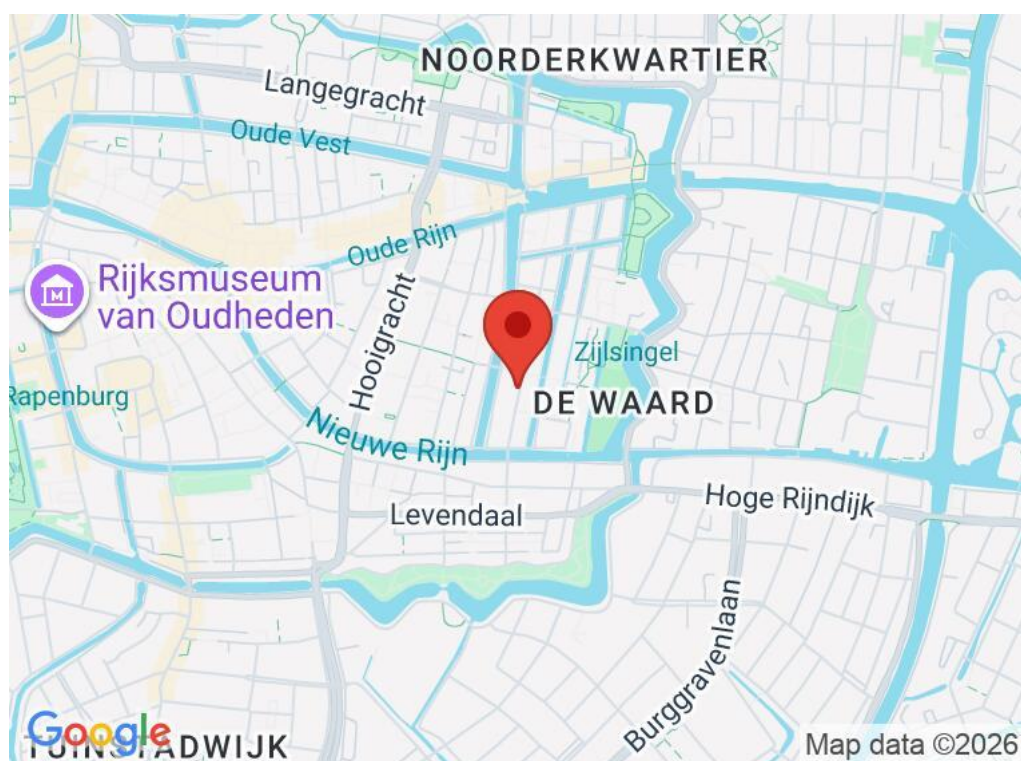 NOORDERKWARTIER
Langegracht
Oude Vest
Oude Rijn
Rijksmuseum
van Oudheden
Hooigracht
Zijlsingel
Rapenburg
DE WAARD
Nieuwe Rijn
Hoge Rijndijk
Levendaal
Burggravenlaan
Google
TUINSTADWIJK
Map data ©2026